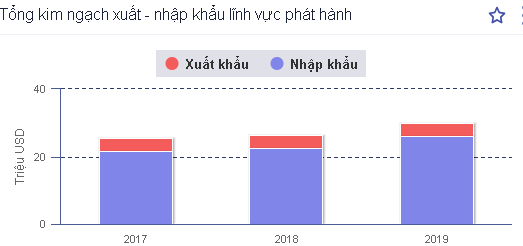 Tổng kim ngạch xuất - nhập khẩu lĩnh vực phát hành
Xuất khẩu Nhập khẩu
40
Triệu USD
20
0
2017 2018 2019